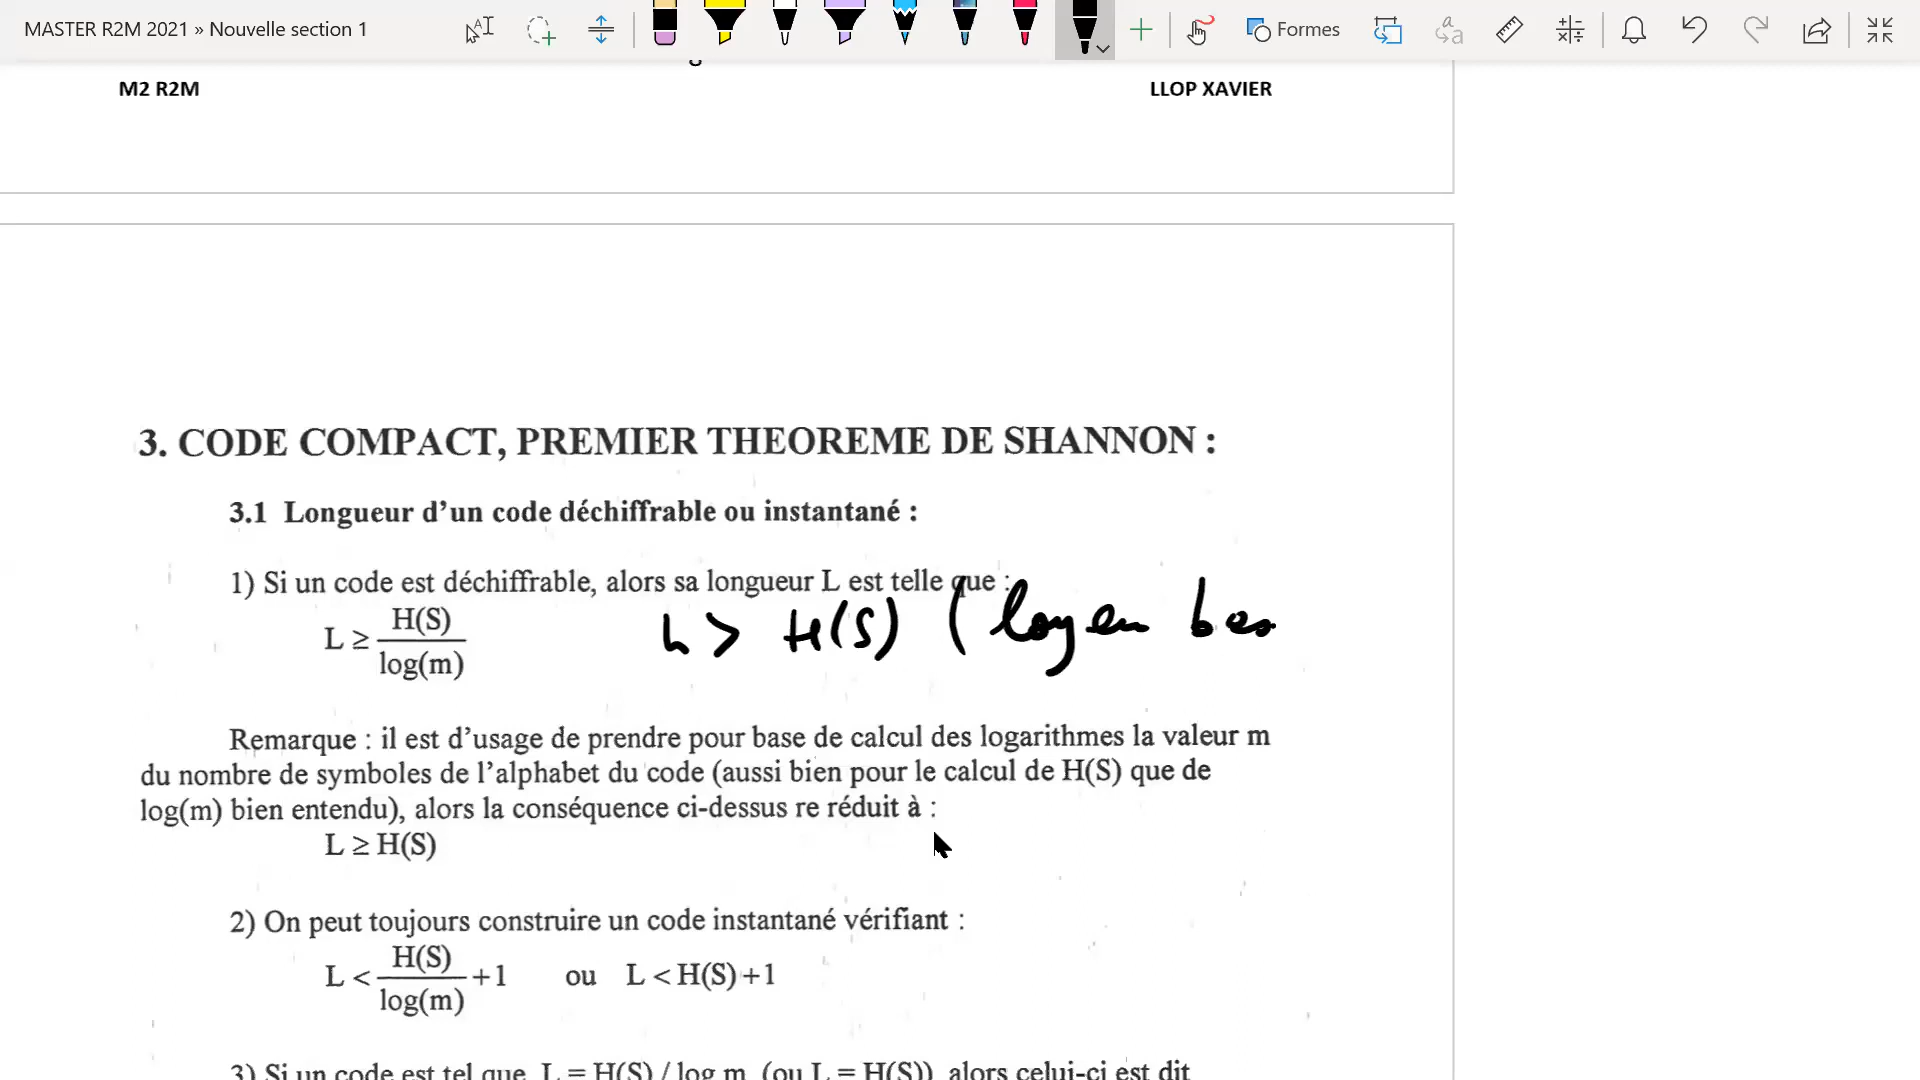 MASTER R2M 2021 » Nouvelle section 1
Formes
M2 R2M
LLOP XAVIER
3. CODE COMPACT, PREMIER THEOREME DE SHANNON :
3.1 Longueur d’un code déchiffrable ou instantané :
1) Si un code est déchiffrable, alors sa longueur L est telle que :
L ≥ H(S) / log(m)
> H(S) ( log en
Remarque : il est d’usage de prendre pour base de calcul des logarithmes la valeur m
du nombre de symboles de l’alphabet du code (aussi bien pour le calcul de H(S) que de
log(m) bien entendu), alors la conséquence ci-dessus re réduit à :
L ≥ H(S)
2) On peut toujours construire un code instantané vérifiant :
L < H(S) / log(m) +1 ou L < H(S)+1
3) Si un code est tel que L = H(S) / log m (ou L = H(S)) alors celui-ci est dit